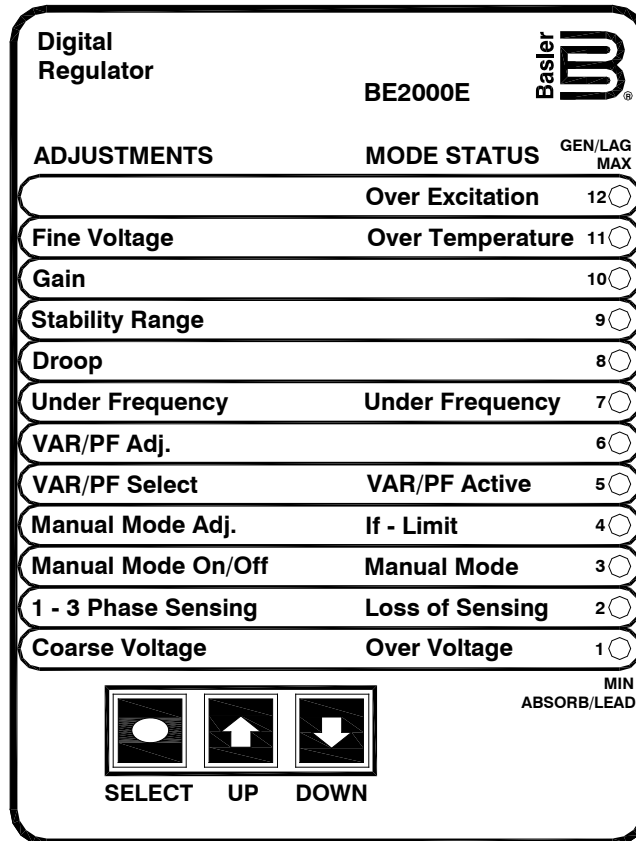 Digital
Regulator
BE2000E
Basler
B
®
ADJUSTMENTS MODE STATUS GEN/LAG
MAX
Over Excitation 12
Fine Voltage Over Temperature 11
Gain 10
Stability Range 9
Droop 8
Under Frequency Under Frequency 7
VAR/PF Adj. 6
VAR/PF Select VAR/PF Active 5
Manual Mode Adj. If - Limit 4
Manual Mode On/Off Manual Mode 3
1 - 3 Phase Sensing Loss of Sensing 2
Coarse Voltage Over Voltage 1
MIN
ABSORB/LEAD
SELECT UP DOWN